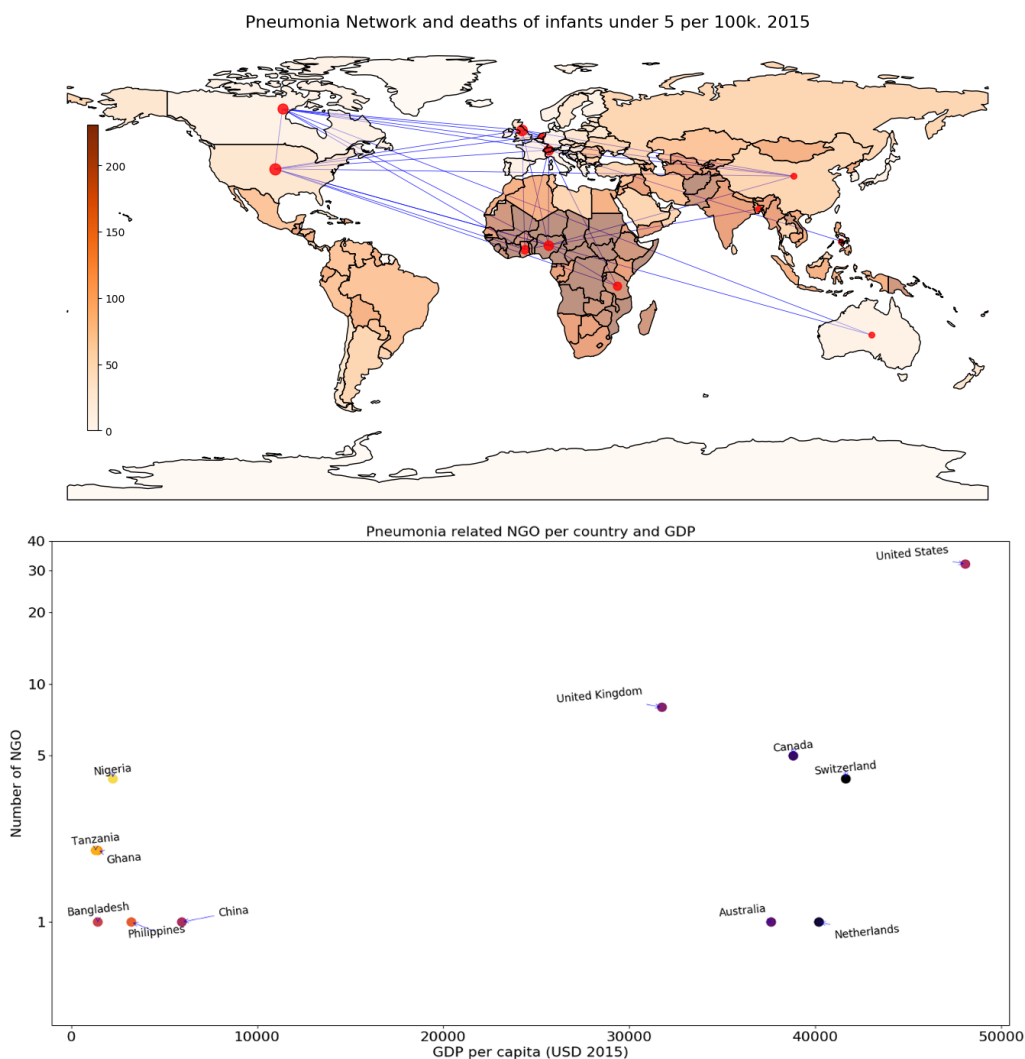 Pneumonia Network and deaths of infants under 5 per 100k. 2015
200
150
100
50
0
Pneumonia related NGO per country and GDP
40
30
20
10
5
1
Number of NGO
United States
United Kingdom
Canada
Switzerland
Nigeria
Tanzania
Ghana
Bangladesh
Philippines
China
Australia
Netherlands
0
10000
20000
30000
40000
50000
GDP per capita (USD 2015)